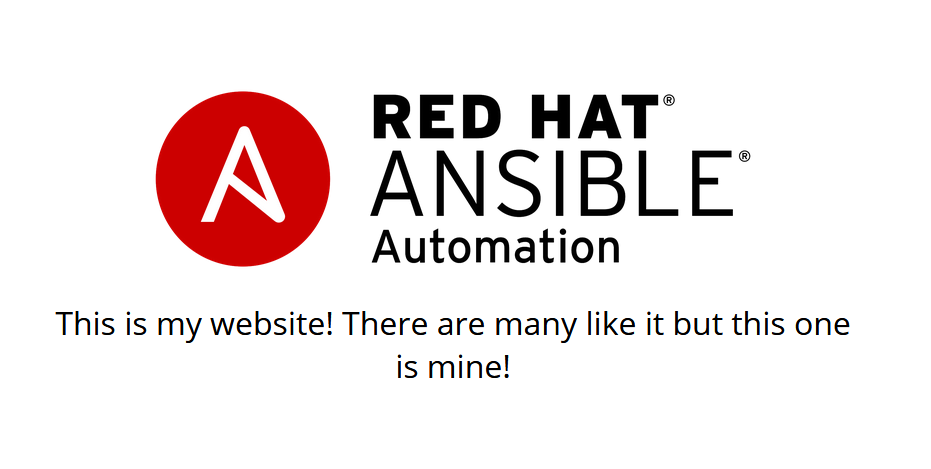 RED HAT®
ANSIBLE®
Automation
This is my website! There are many like it but this one
is mine!